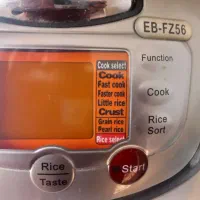 EB-FZ56
Cook select
Cook
Fast cook
Faster cook
Little rice
Crust
Grain rice
Pearl rice
Rice select
Function
Cook
Rice
Sort
Rice
Taste
Start